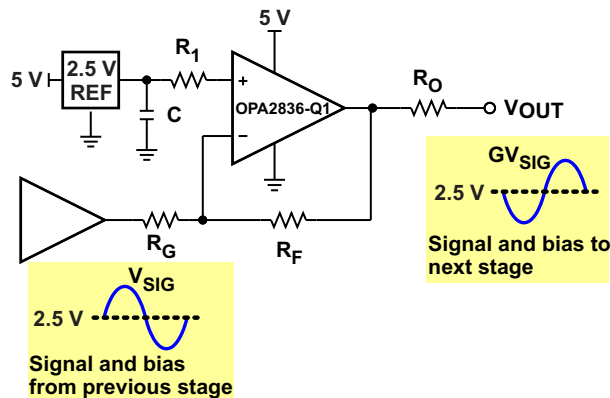 5 V
R1
RO
5 V
2.5 V
REF
+
OPA2836-Q1
VOUT
C
−
GVSIG
2.5 V
RG
RF
Signal and bias to
next stage
VSIG
2.5 V
Signal and bias
from previous stage